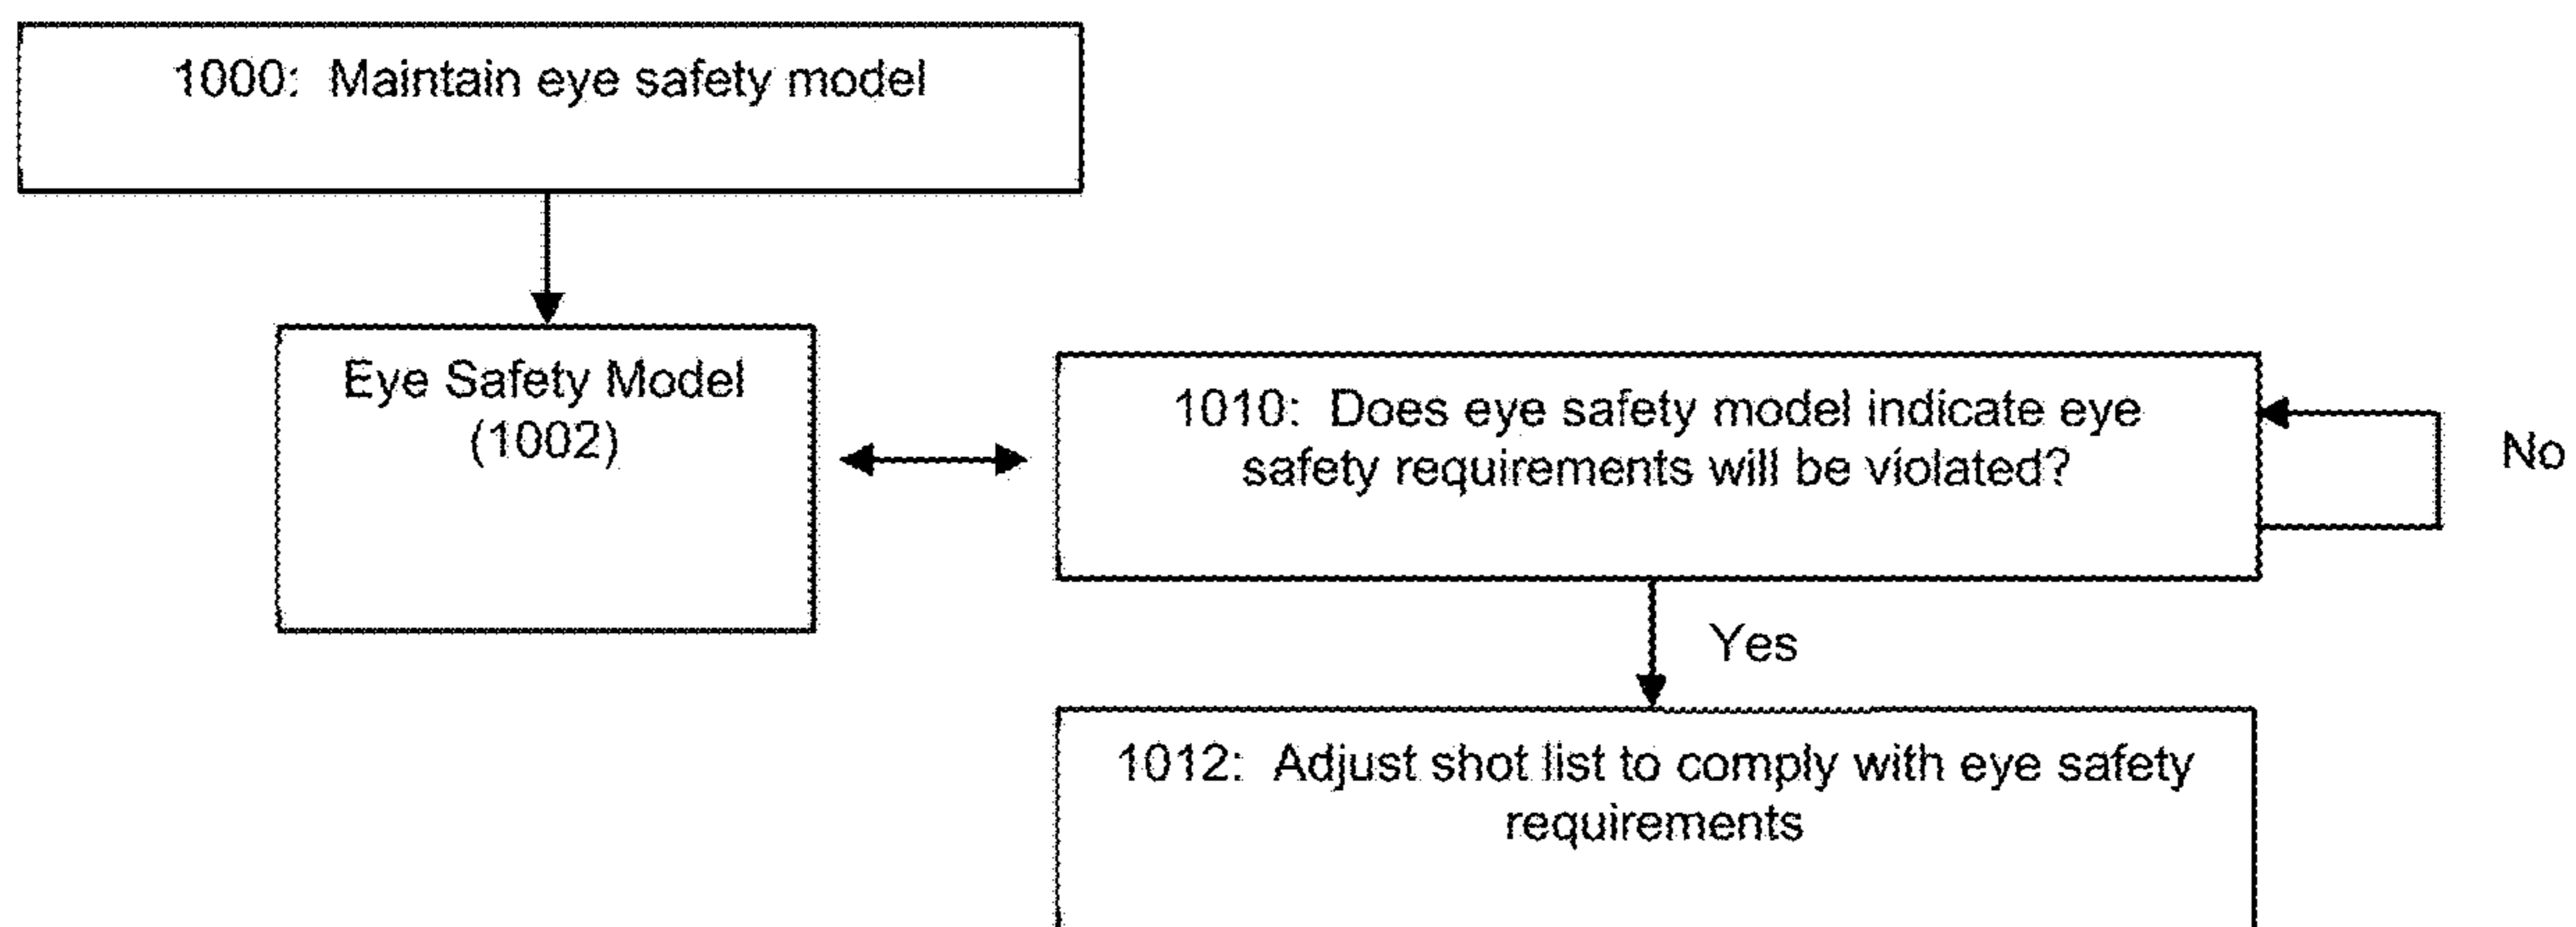 1000: Maintain eye safety model
Eye Safety Model
(1002)
1010: Does eye safety model indicate eye
safety requirements will be violated?
No
Yes
1012: Adjust shot list to comply with eye safety
requirements